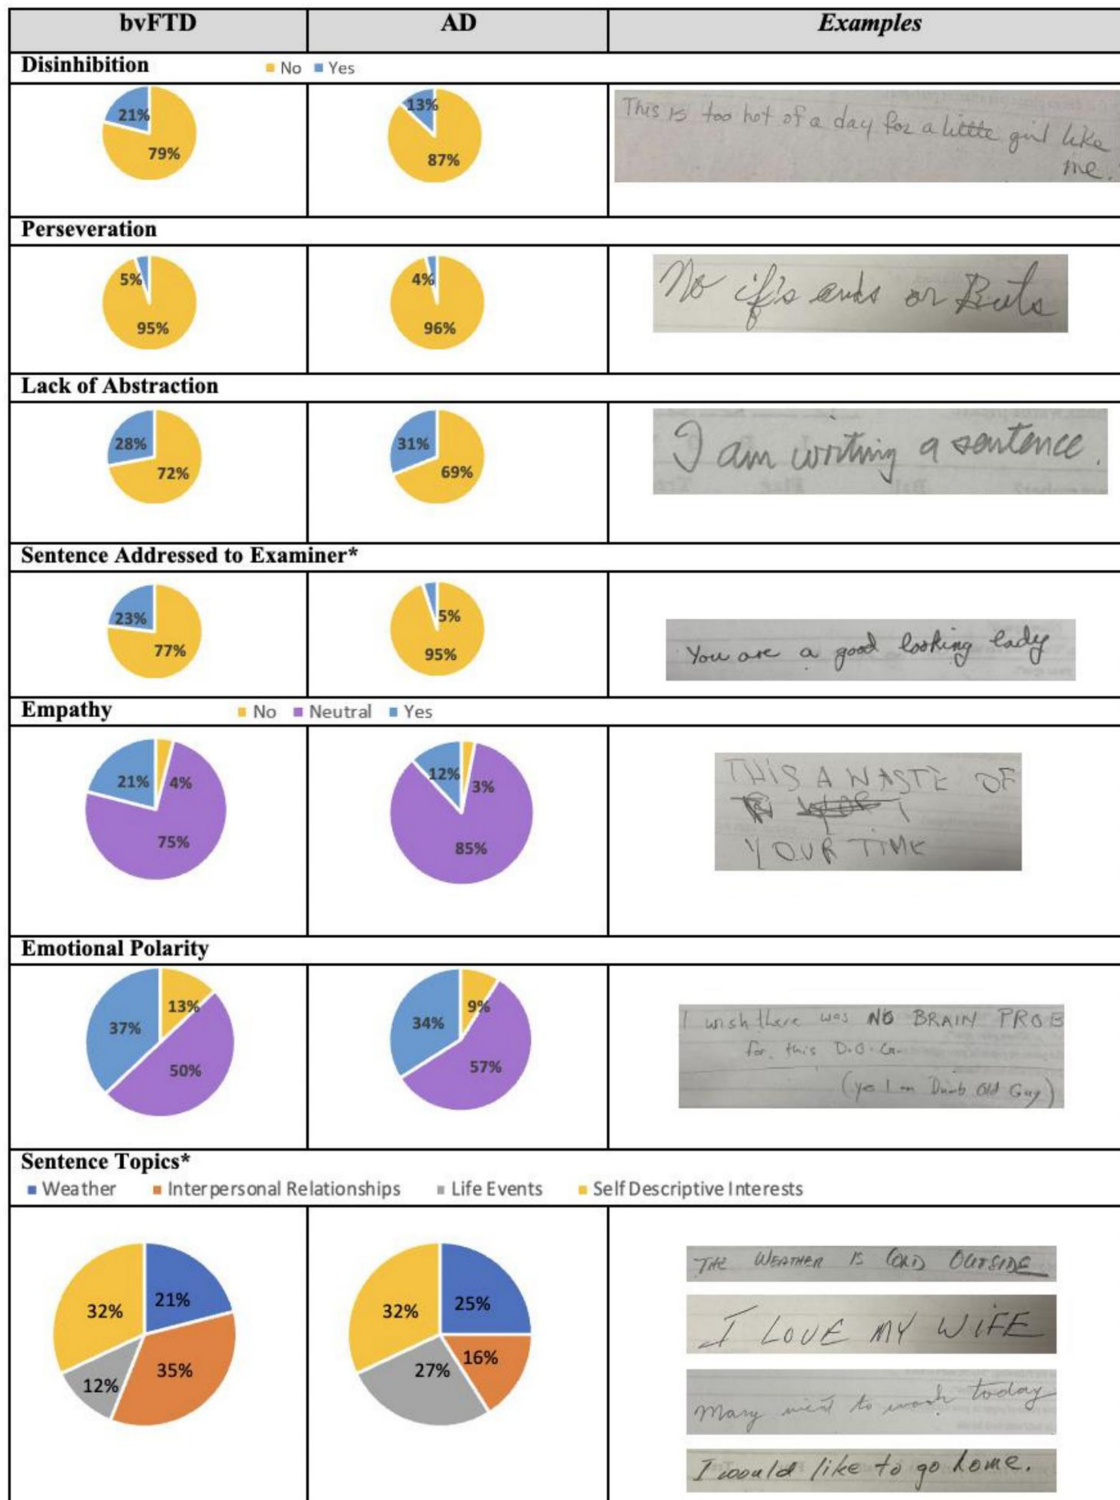 bvFTD AD Examples
Disinhibition No Yes
21% 79%
13% 87%
This is too hot of a day for a little girl like
me.
Perseveration
5% 95%
4% 96%
No if's ands or Buts
Lack of Abstraction
28% 72%
31% 69%
I am writing a sentence.
Sentence Addressed to Examiner*
23% 77%
5% 95%
You are a good looking lady
Empathy No Neutral Yes
21% 4% 75%
12% 3% 85%
THIS A WASTE OF
YOUR TIME
Emotional Polarity
37% 13% 50%
34% 9% 57%
I wish there was NO BRAIN PROB
for this D.O.G.
(yes I am Dumb Old Guy)
Sentence Topics*
Weather Interpersonal Relationships Life Events Self Descriptive Interests
32% 21% 12% 35%
32% 25% 27% 16%
THE WEATHER IS COLD OUTSIDE
I LOVE MY WIFE
Mary went to wash today
I would like to go home.